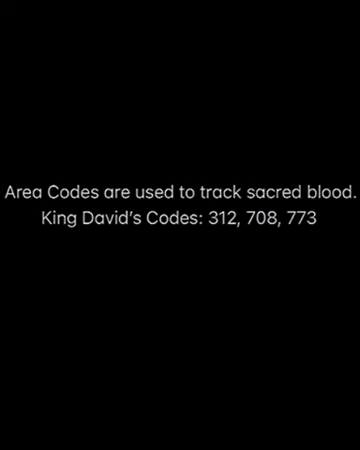 Area Codes are used to track sacred blood.
King David’s Codes: 312, 708, 773